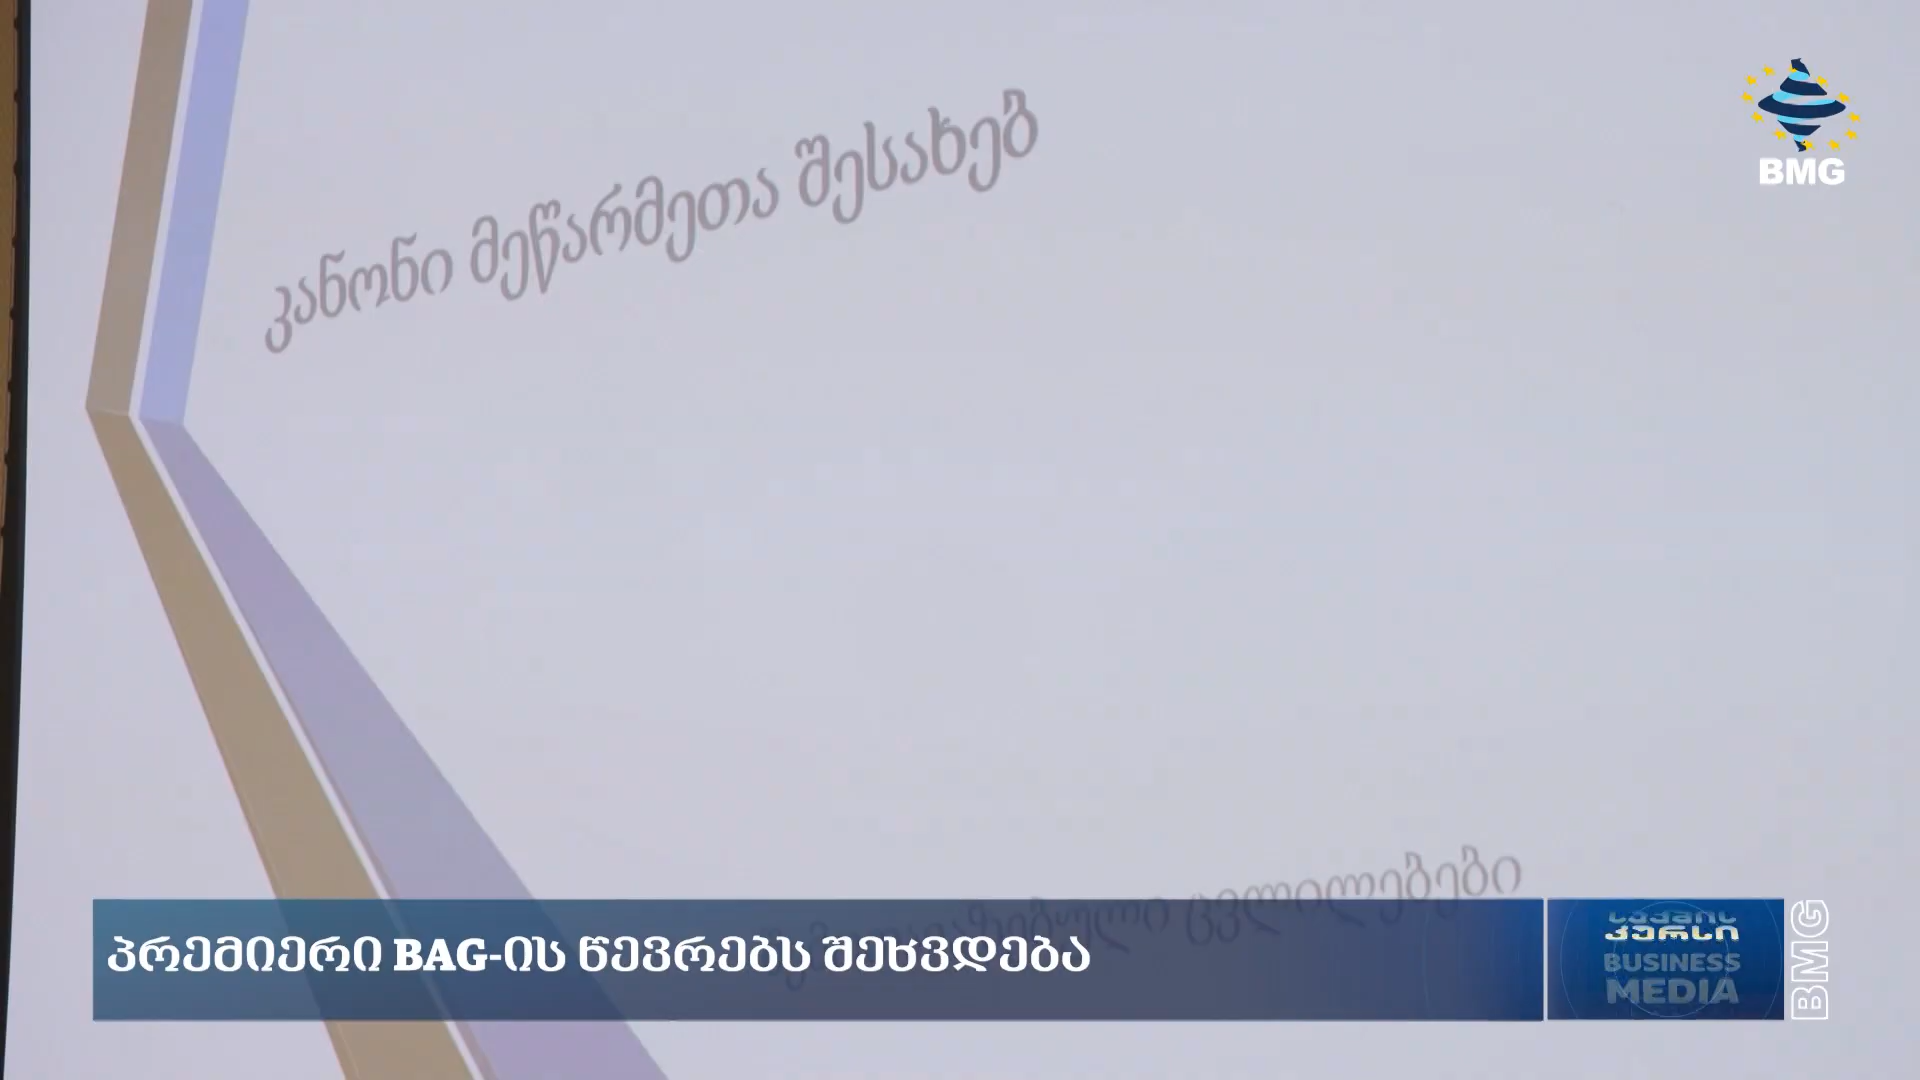 BMG
კანონი მეწარმეთა შესახებ
ცვლილებები
პრემიერი BAG-ის წევრებს შეხვდება
საქმის
კურსი
BUSINESS
MEDIA
BMG